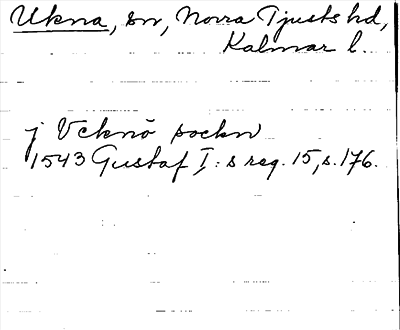 Ukna, sn, Norra Tjusts hd,
Kalmar l.
j Vcknö sockn
1543 Gustaf I:s reg. 15, s. 176.